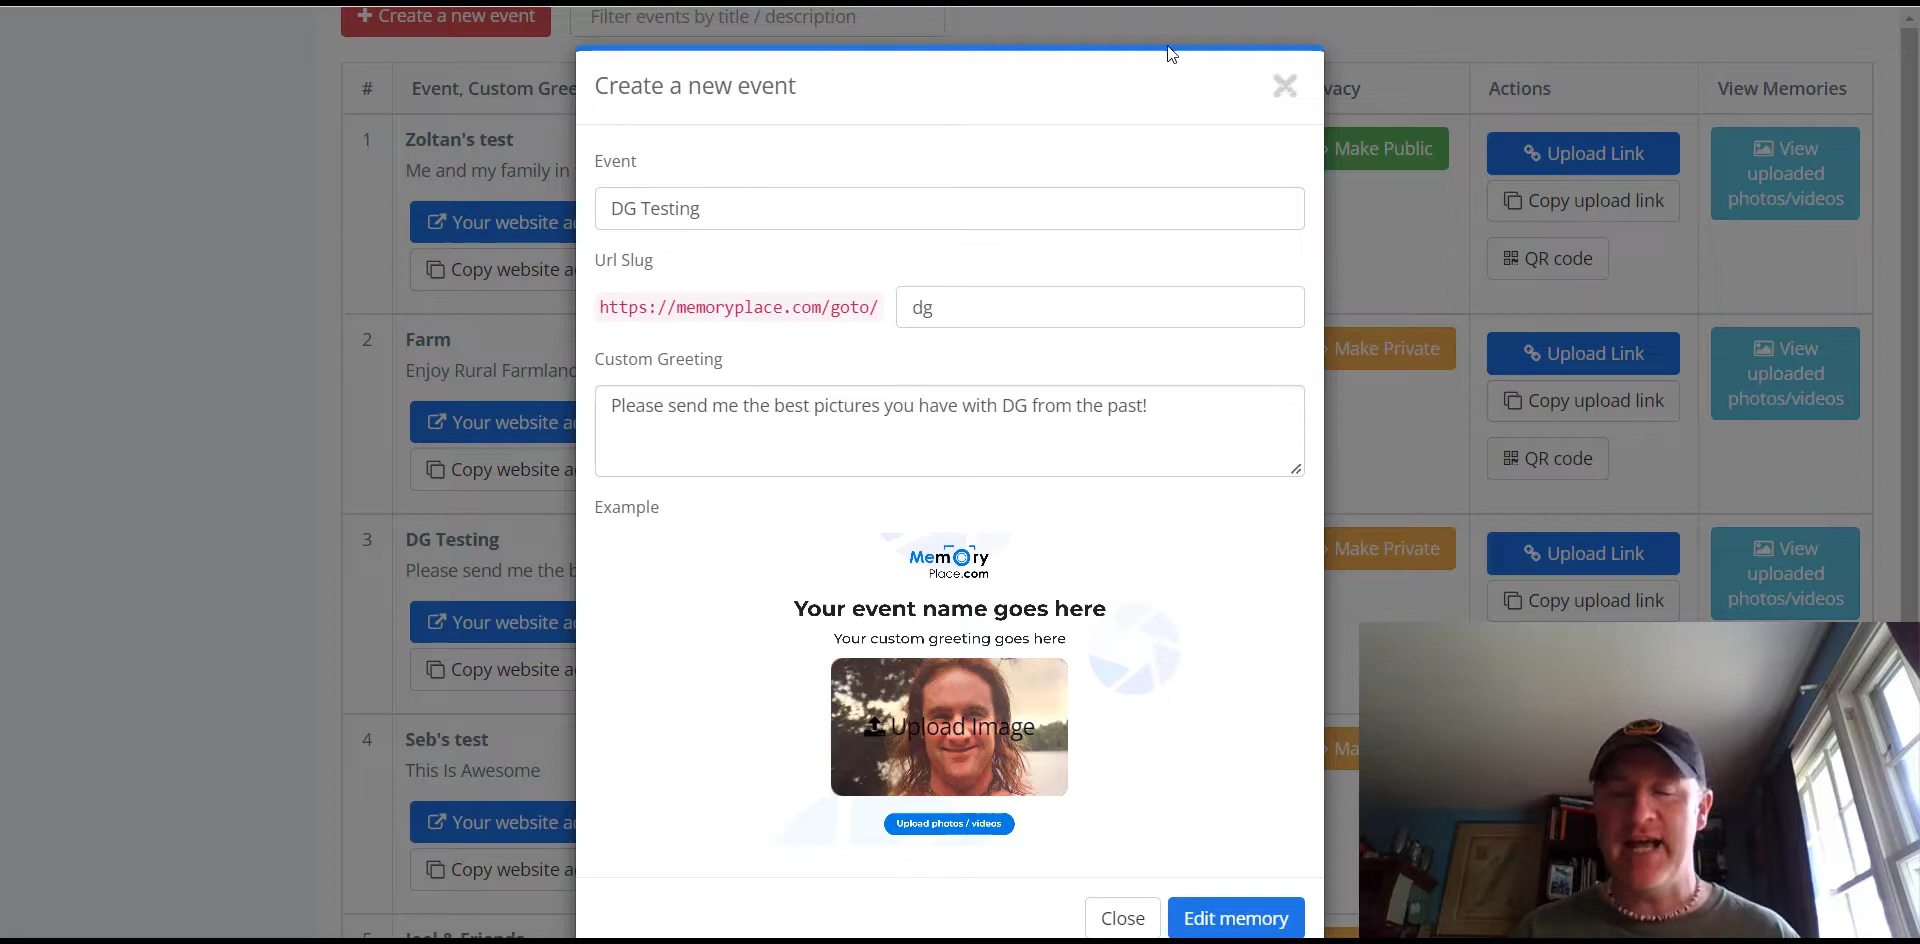 Create a new event
Filter events by title / description
#
Event, Custom Gree
vacy
Actions
View Memories
1
Zoltan's test
Me and my family in
Your website a
Copy website a
Make Public
Upload Link
Copy upload link
QR code
View
uploaded
photos/videos
2
Farm
Enjoy Rural Farmland
Your website a
Copy website a
Make Private
Upload Link
Copy upload link
QR code
View
uploaded
photos/videos
3
DG Testing
Please send me the b
Your website a
Copy website a
Make Private
Upload Link
Copy upload link
View
uploaded
photos/videos
4
Seb's test
This Is Awesome
Your website a
Copy website a
Ma
Create a new event
Event
DG Testing
Url Slug
https://memoryplace.com/goto/
dg
Custom Greeting
Please send me the best pictures you have with DG from the past!
Example
Memory
Place.com
Your event name goes here
Your custom greeting goes here
Upload Image
Upload photos / videos
Close
Edit memory